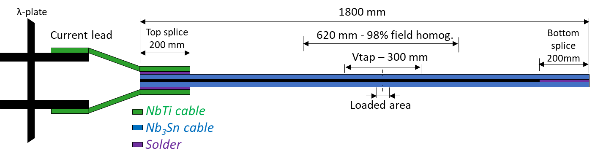 λ-plate
Current lead
Top splice
200 mm
1800 mm
620 mm - 98% field homog.
Vtap – 300 mm
Loaded area
Bottom
splice
200mm
NbTi cable
Nb₃Sn cable
Solder